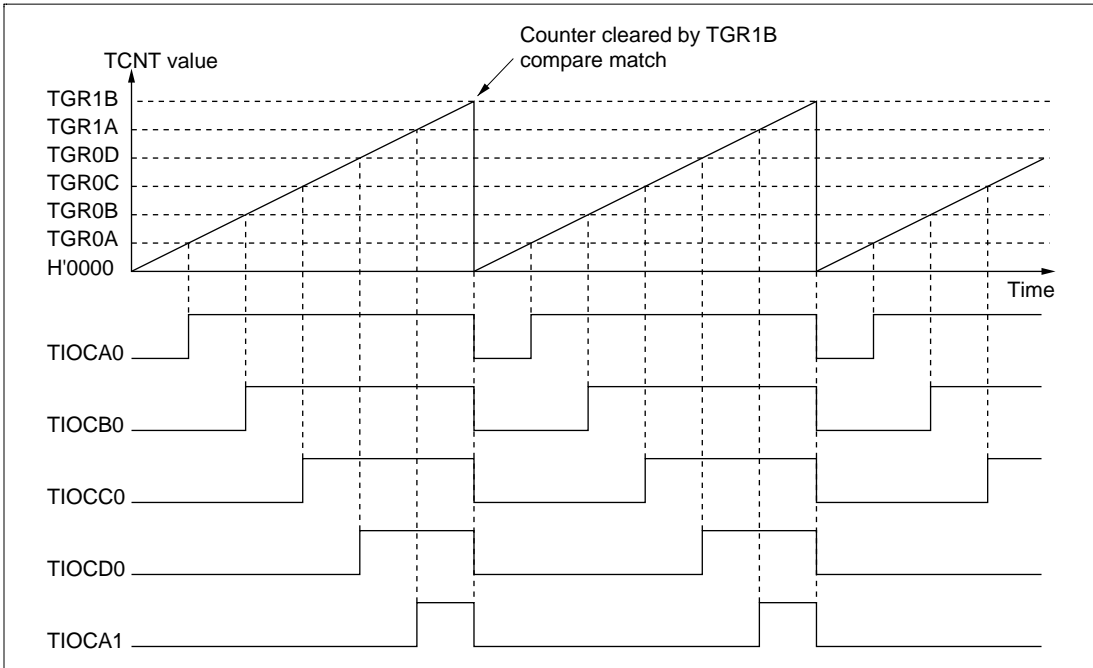 Counter cleared by TGR1B
compare match
TCNT value
TGR1B
TGR1A
TGR0D
TGR0C
TGR0B
TGR0A
H'0000
Time
TIOCA0
TIOCB0
TIOCC0
TIOCD0
TIOCA1